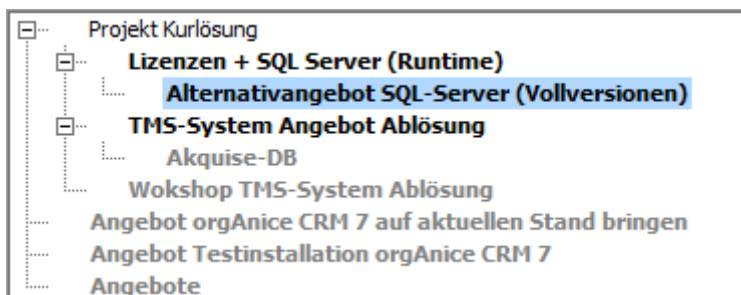 Projekt Kurlösung
Lizenzen + SQL Server (Runtime)
Alternativangebot SQL-Server (Vollversionen)
TMS-System Angebot Ablösung
Akquise-DB
Wokshop TMS-System Ablösung
Angebot orgAnice CRM 7 auf aktuellen Stand bringen
Angebot Testinstallation orgAnice CRM 7
Angebote